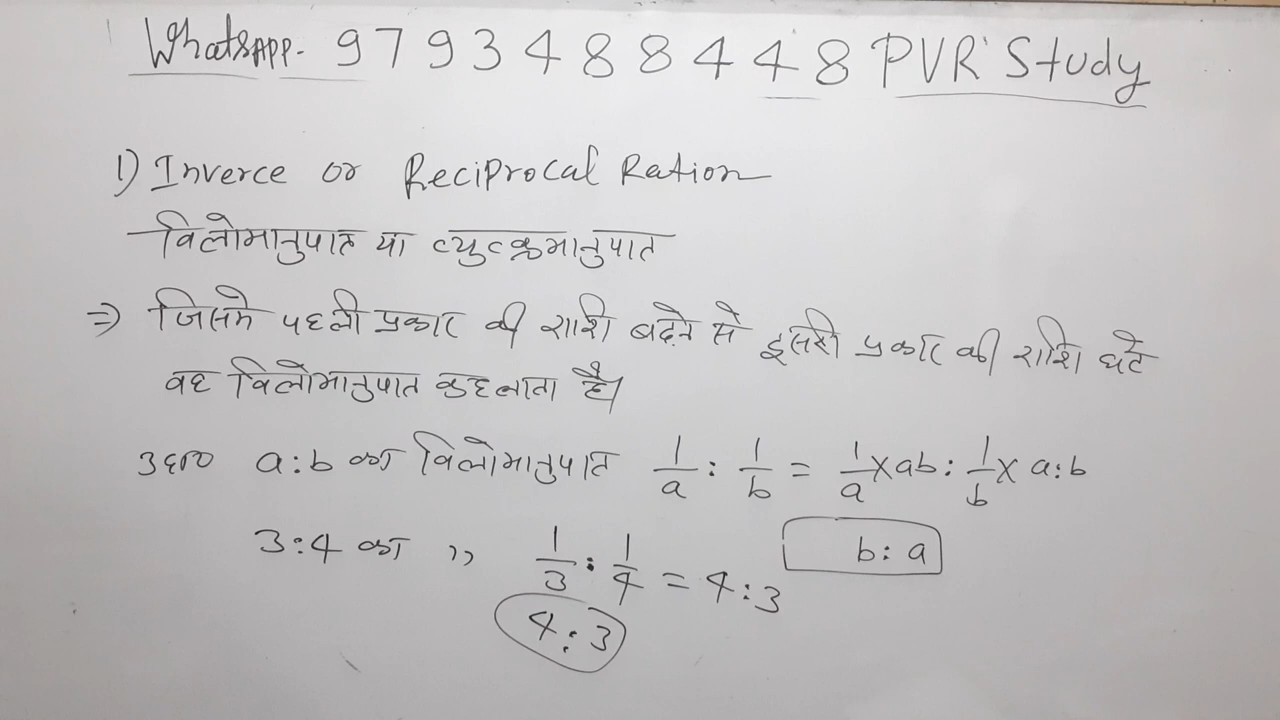 WhatsAPP. 9793488448 PVR Study
1) Inverce or Reciprocal Ration
विलोमानुपात या व्युत्क्रमानुपात
⇒ जिसमे पहली प्रकार की राशि बढ़ने से दूसरी प्रकार की राशि घटे
वह विलोमानुपात कहलाता है।
उदा० a:b का विलोमानुपात 1/a : 1/b = 1/a × ab : 1/b × a:b
b: a
3:4 का ,, 1/3 : 1/4 = 4:3
4:3